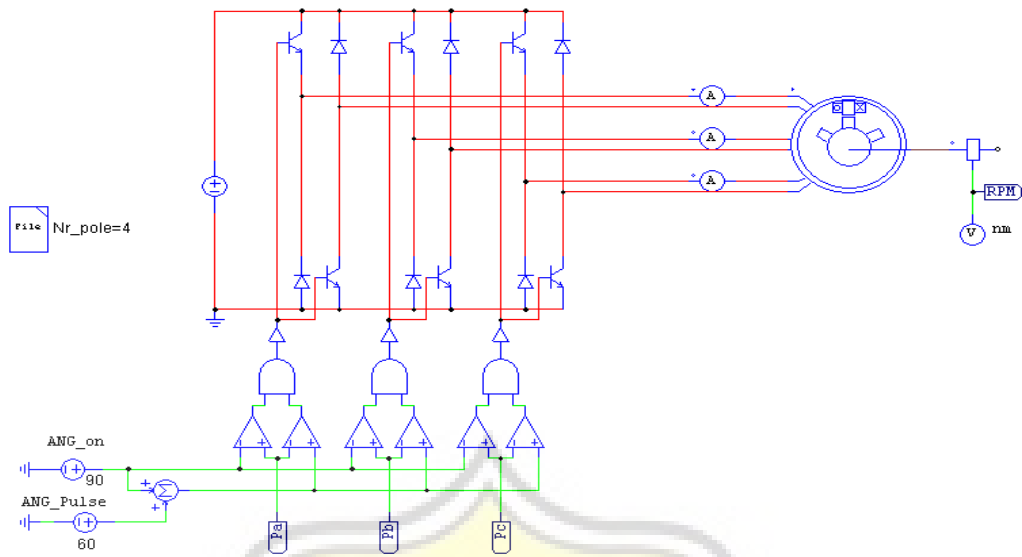 A
A
A
RPM
V nm
File Nr_pole=4
ANG_on
90
ANG_Pulse
60
Pa
Pb
Pc